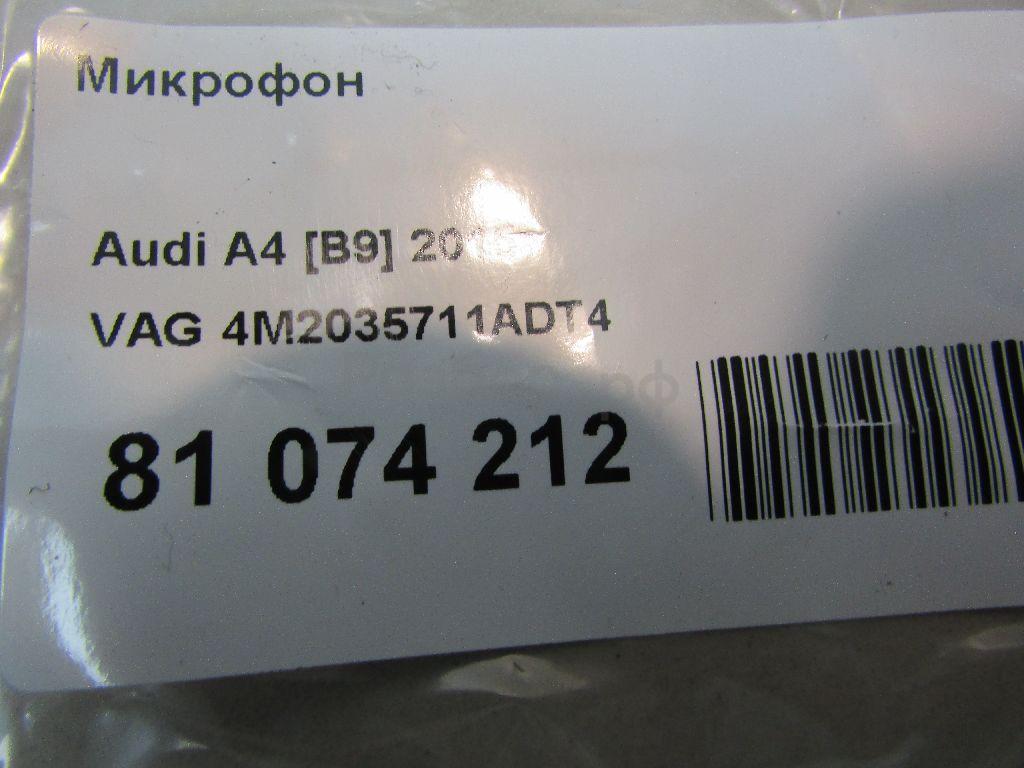 Микрофон
Audi A4 [B9]
VAG 4M2035711ADT4
81 074 212